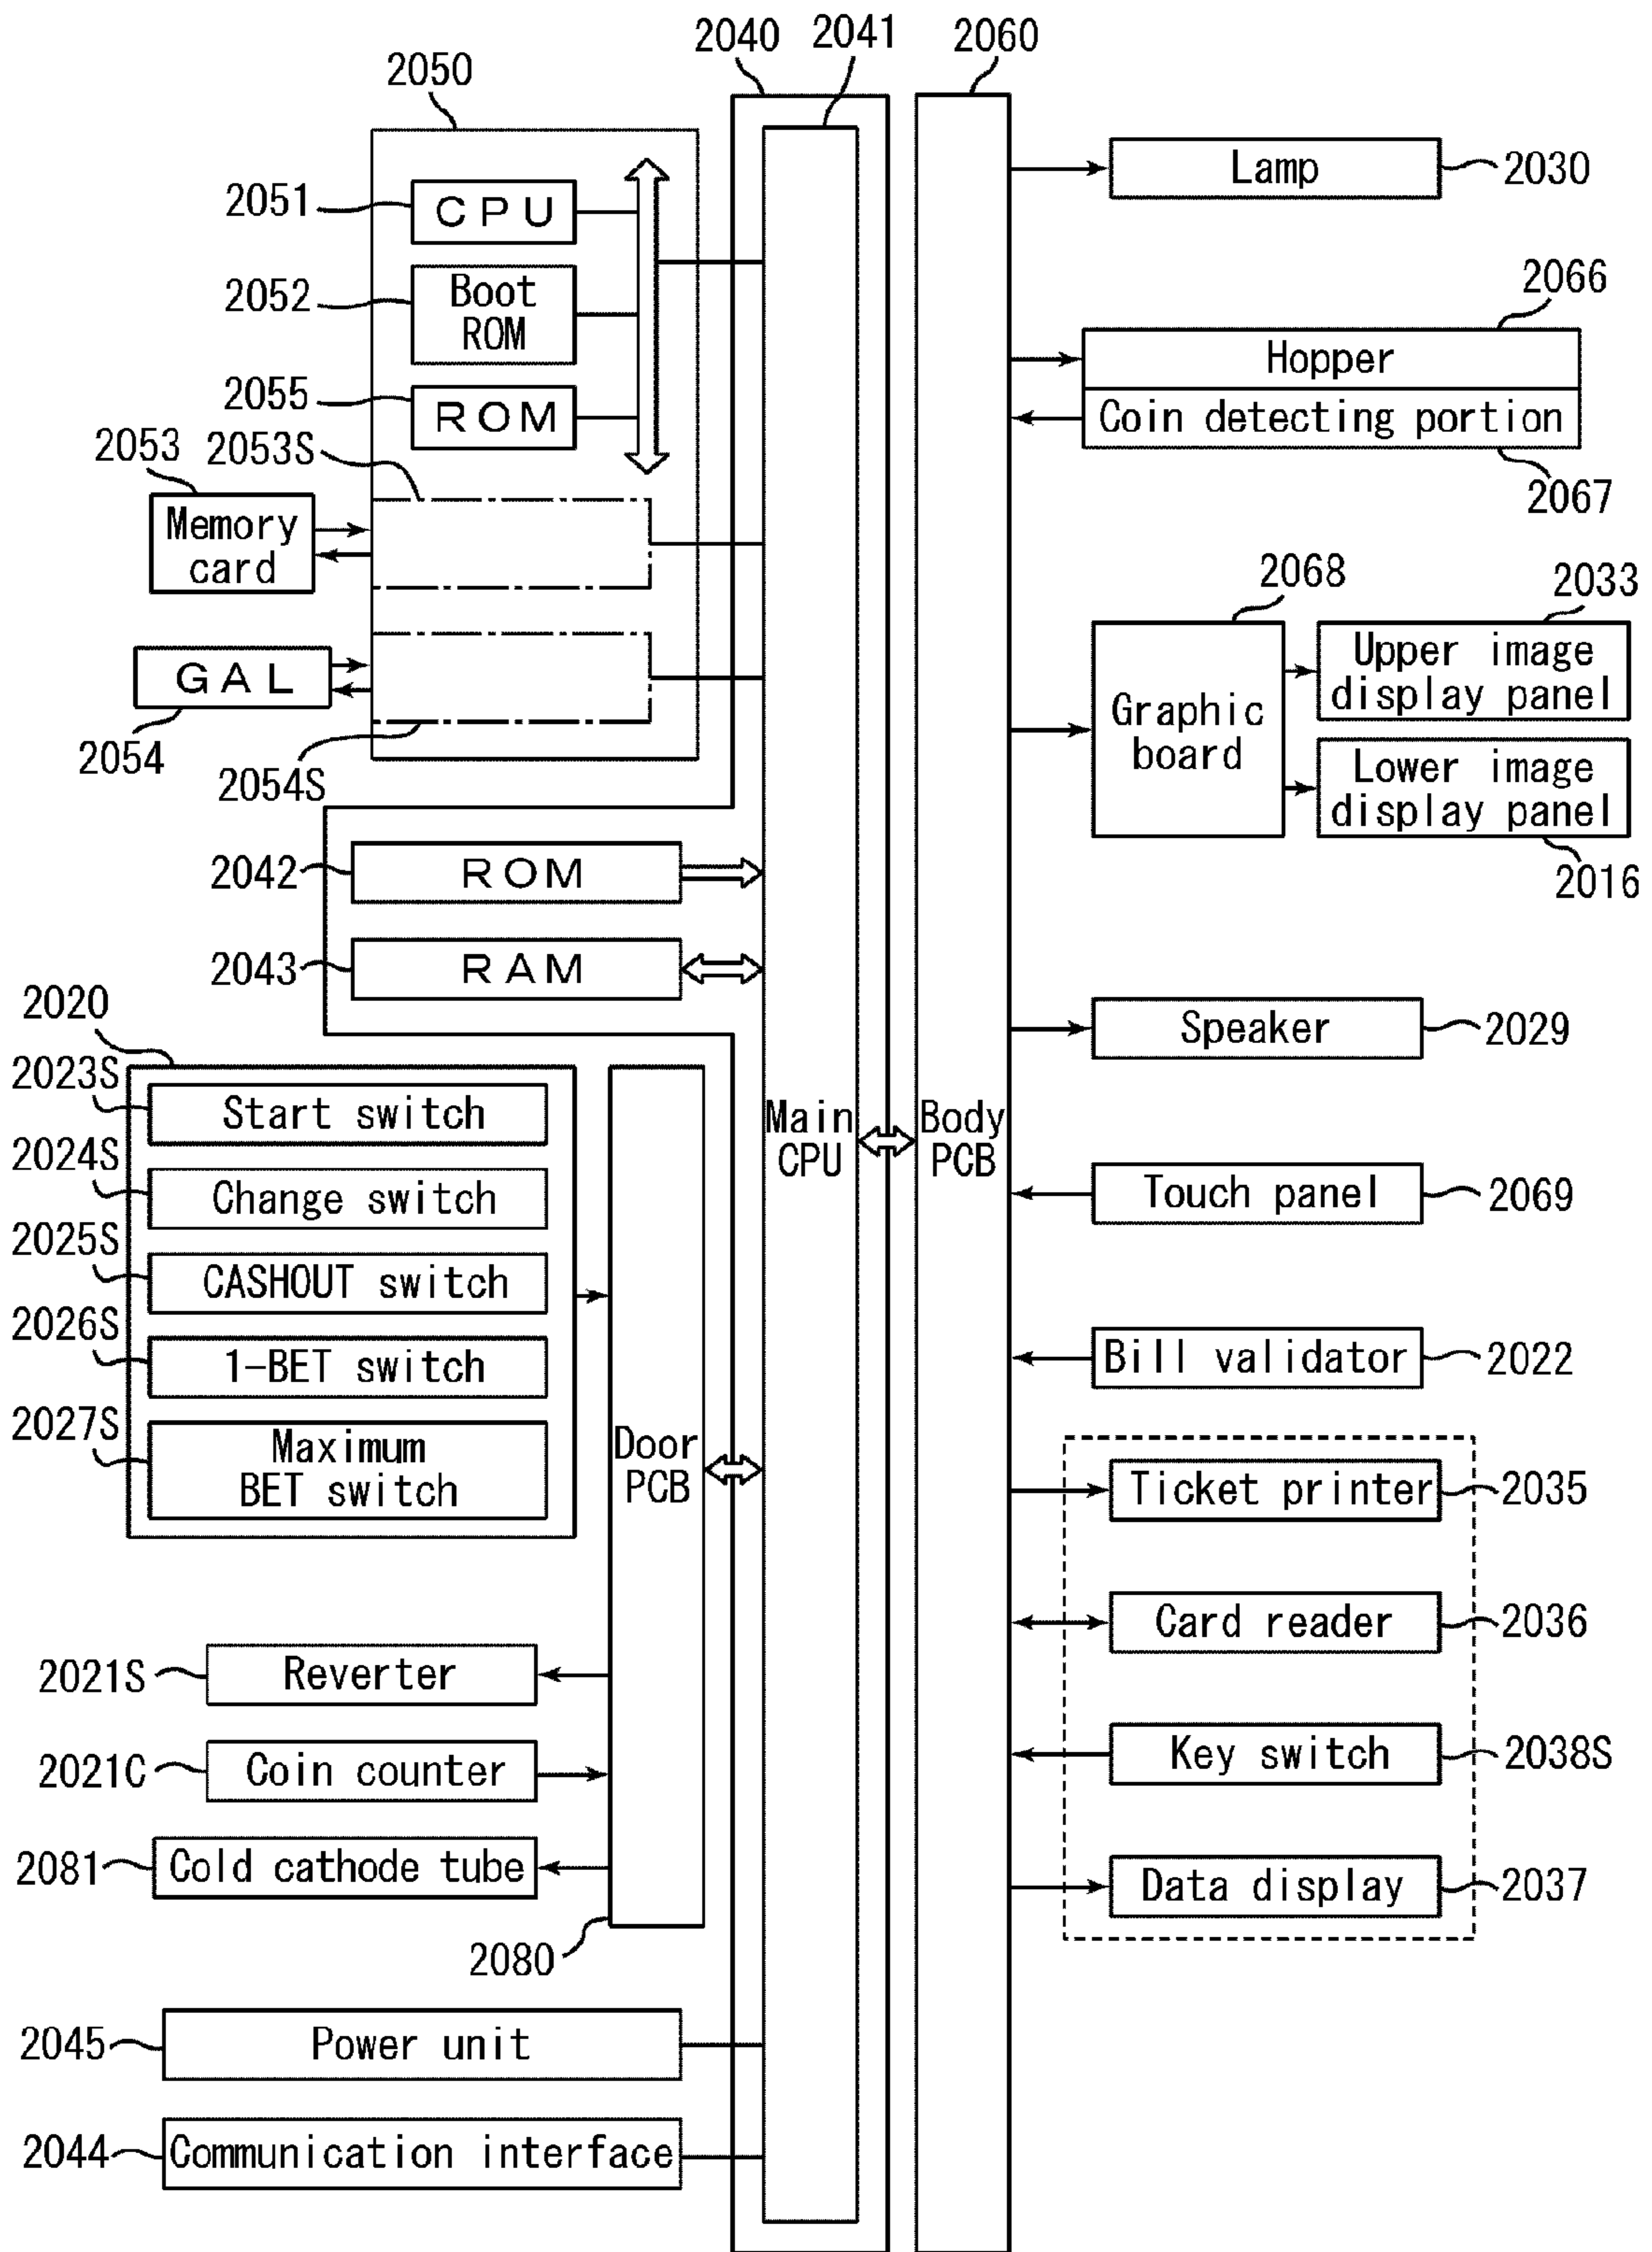 2040
2041
2060
2050
2051
CPU
2052
Boot
ROM
2055
ROM
2053
2053S
Memory
card
GAL
2054
2054S
2042
ROM
2043
RAM
2020
2023S
Start switch
2024S
Change switch
2025S
CASHOUT switch
2026S
1-BET switch
2027S
Maximum
BET switch
Door
PCB
Main
CPU
Body
PCB
2021S
Reverter
2021C
Coin counter
2081
Cold cathode tube
2080
2045
Power unit
2044
Communication interface
Lamp
2030
2066
Hopper
Coin detecting portion
2067
2068
2033
Graphic
board
Upper image
display panel
Lower image
display panel
2016
Speaker
2029
Touch panel
2069
Bill validator
2022
Ticket printer
2035
Card reader
2036
Key switch
2038S
Data display
2037